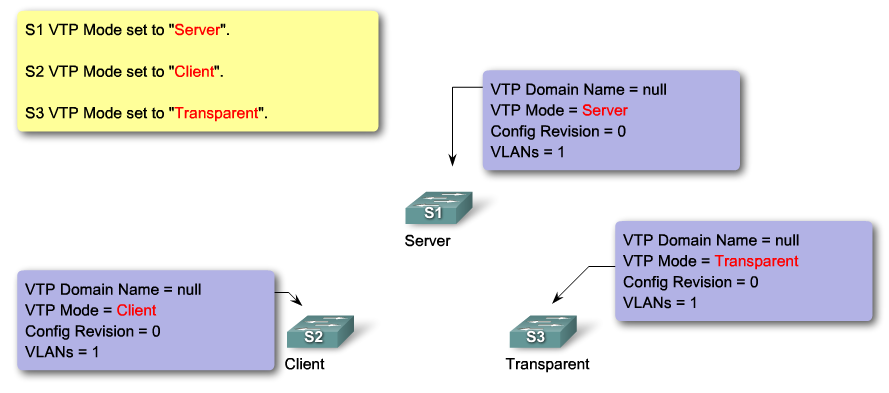 S1 VTP Mode set to "Server".
S2 VTP Mode set to "Client".
S3 VTP Mode set to "Transparent".
VTP Domain Name = null
VTP Mode = Server
Config Revision = 0
VLANs = 1
S1
Server
VTP Domain Name = null
VTP Mode = Transparent
Config Revision = 0
VLANs = 1
VTP Domain Name = null
VTP Mode = Client
Config Revision = 0
VLANs = 1
S2
Client
S3
Transparent